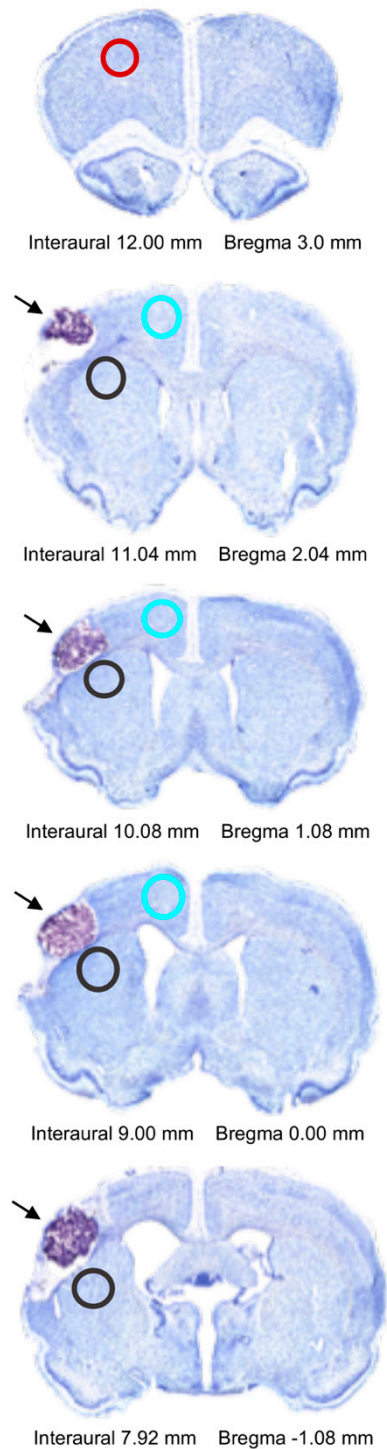 Interaural 12.00 mm Bregma 3.0 mm
Interaural 11.04 mm Bregma 2.04 mm
Interaural 10.08 mm Bregma 1.08 mm
Interaural 9.00 mm Bregma 0.00 mm
Interaural 7.92 mm Bregma -1.08 mm